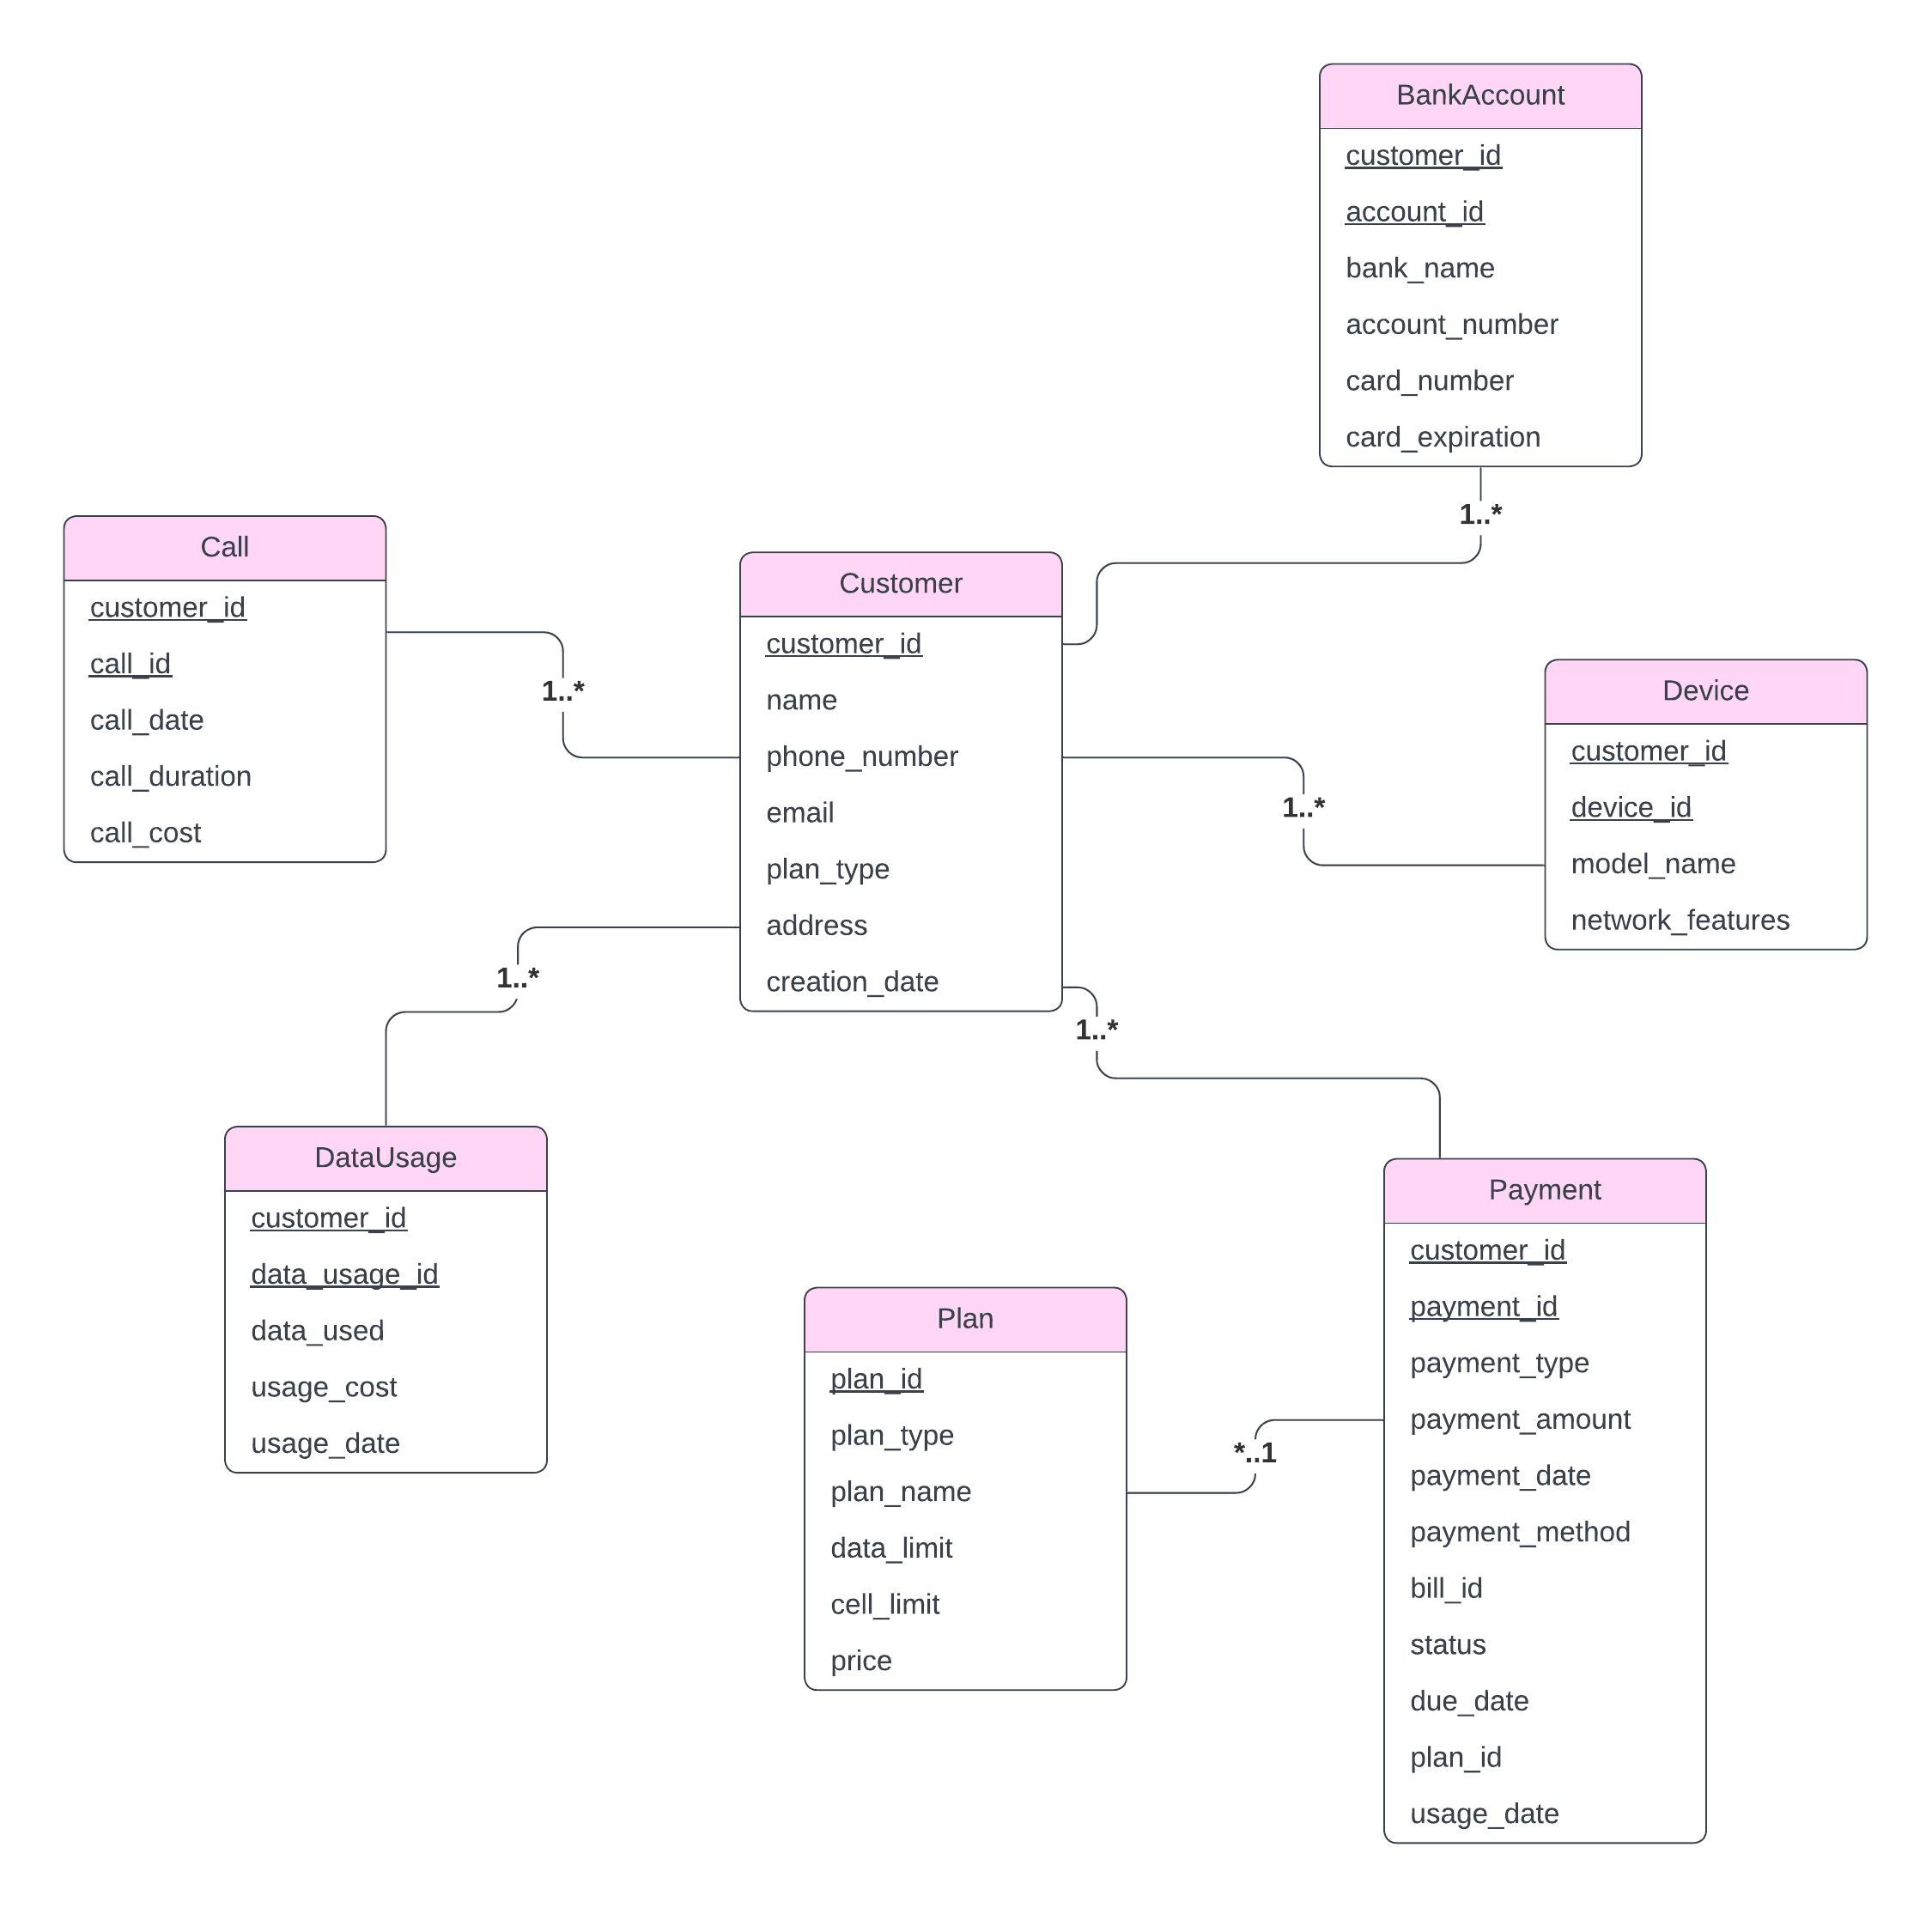 BankAccount
customer_id
account_id
bank_name
account_number
card_number
card_expiration
1..*
Call
customer_id
call_id
call_date
call_duration
call_cost
1..*
Customer
customer_id
name
phone_number
email
plan_type
address
creation_date
Device
customer_id
device_id
model_name
network_features
1..*
1..*
1..*
DataUsage
customer_id
data_usage_id
data_used
usage_cost
usage_date
Plan
plan_id
plan_type
plan_name
data_limit
cell_limit
price
*..1
Payment
customer_id
payment_id
payment_type
payment_amount
payment_date
payment_method
bill_id
status
due_date
plan_id
usage_date